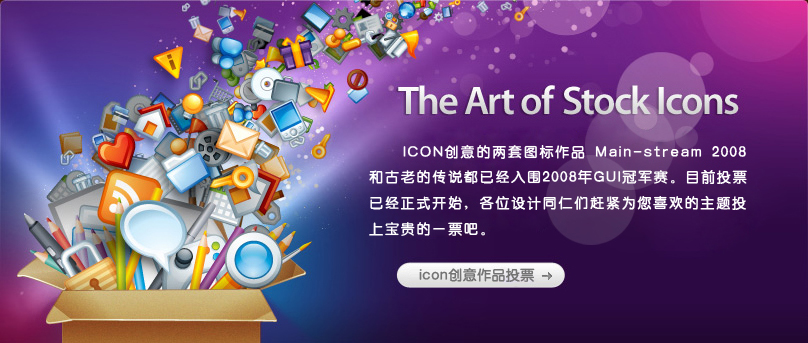 The Art of Stock Icons
ICON创意的两套图标作品 Main-stream 2008
和古老的传说都已经入围2008年GUI冠军赛。目前投票
已经正式开始，各位设计同仁们赶紧为您喜欢的主题投
上宝贵的一票吧。
icon创意作品投票 →